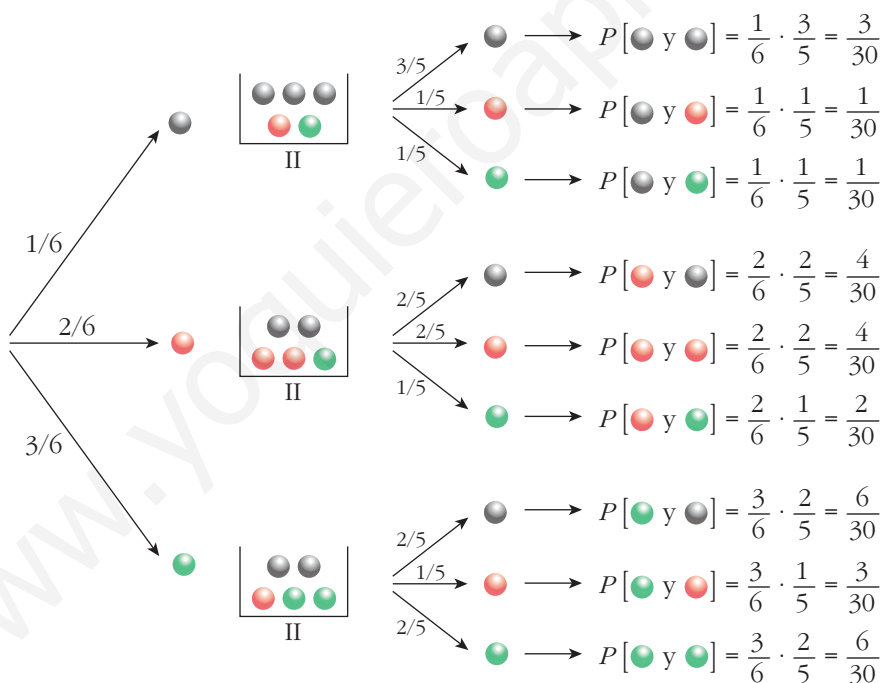 3/5 P [ y ] = 1/6 · 3/5 = 3/30
1/5 P [ y ] = 1/6 · 1/5 = 1/30
1/5 P [ y ] = 1/6 · 1/5 = 1/30
II
1/6
2/5 P [ y ] = 2/6 · 2/5 = 4/30
2/6
2/5 P [ y ] = 2/6 · 2/5 = 4/30
1/5 P [ y ] = 2/6 · 1/5 = 2/30
II
3/6
2/5 P [ y ] = 3/6 · 2/5 = 6/30
1/5 P [ y ] = 3/6 · 1/5 = 3/30
2/5 P [ y ] = 3/6 · 2/5 = 6/30
II
www.yoquieroap